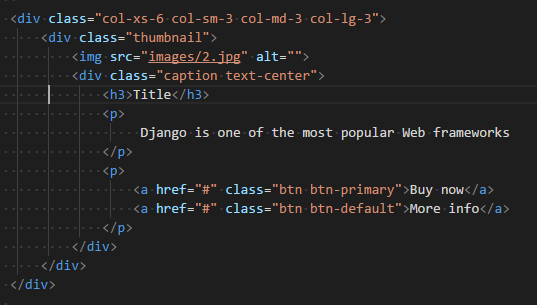 <div class="col-xs-6 col-sm-3 col-md-3 col-lg-3">
    <div class="thumbnail">
        <img src="images/2.jpg" alt="">
        <div class="caption text-center">
            <h3>Title</h3>
            <p>
                 Django is one of the most popular Web frameworks
            </p>
            <p>
                <a href="#" class="btn btn-primary">Buy now</a>
                <a href="#" class="btn btn-default">More info</a>
            </p>
        </div>
    </div>
</div>